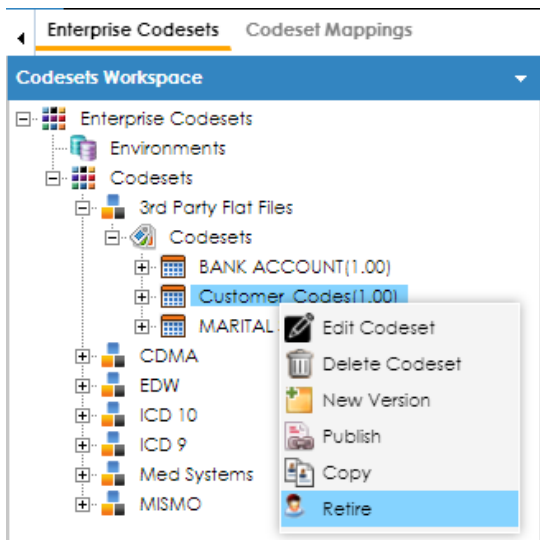 Enterprise Codesets Codeset Mappings
Codesets Workspace
Enterprise Codesets
Environments
Codesets
3rd Party Flat Files
Codesets
BANK ACCOUNT(1.00)
Customer_Codes(1.00)
MARITAL
Edit Codeset
Delete Codeset
New Version
Publish
Copy
Retire
CDMA
EDW
ICD 10
ICD 9
Med Systems
MISMO